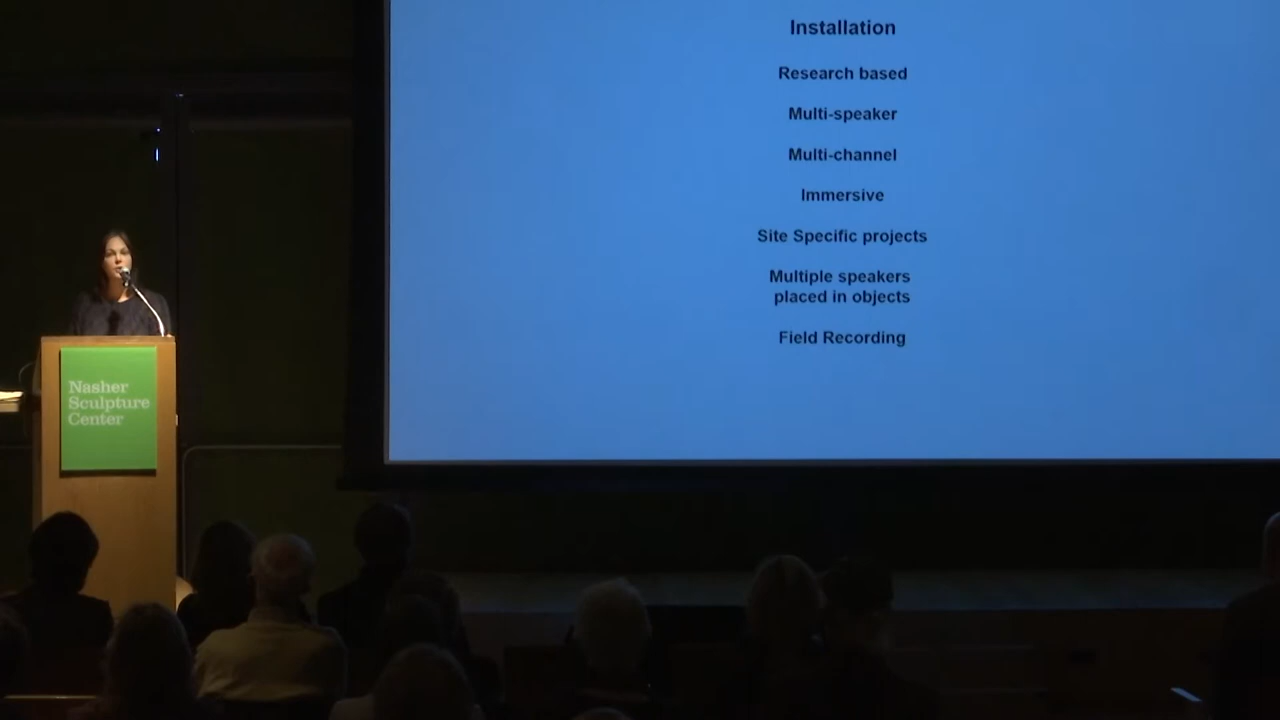 Installation
Research based
Multi-speaker
Multi-channel
Immersive
Site Specific projects
Multiple speakers
placed in objects
Field Recording
Nasher
Sculpture
Center